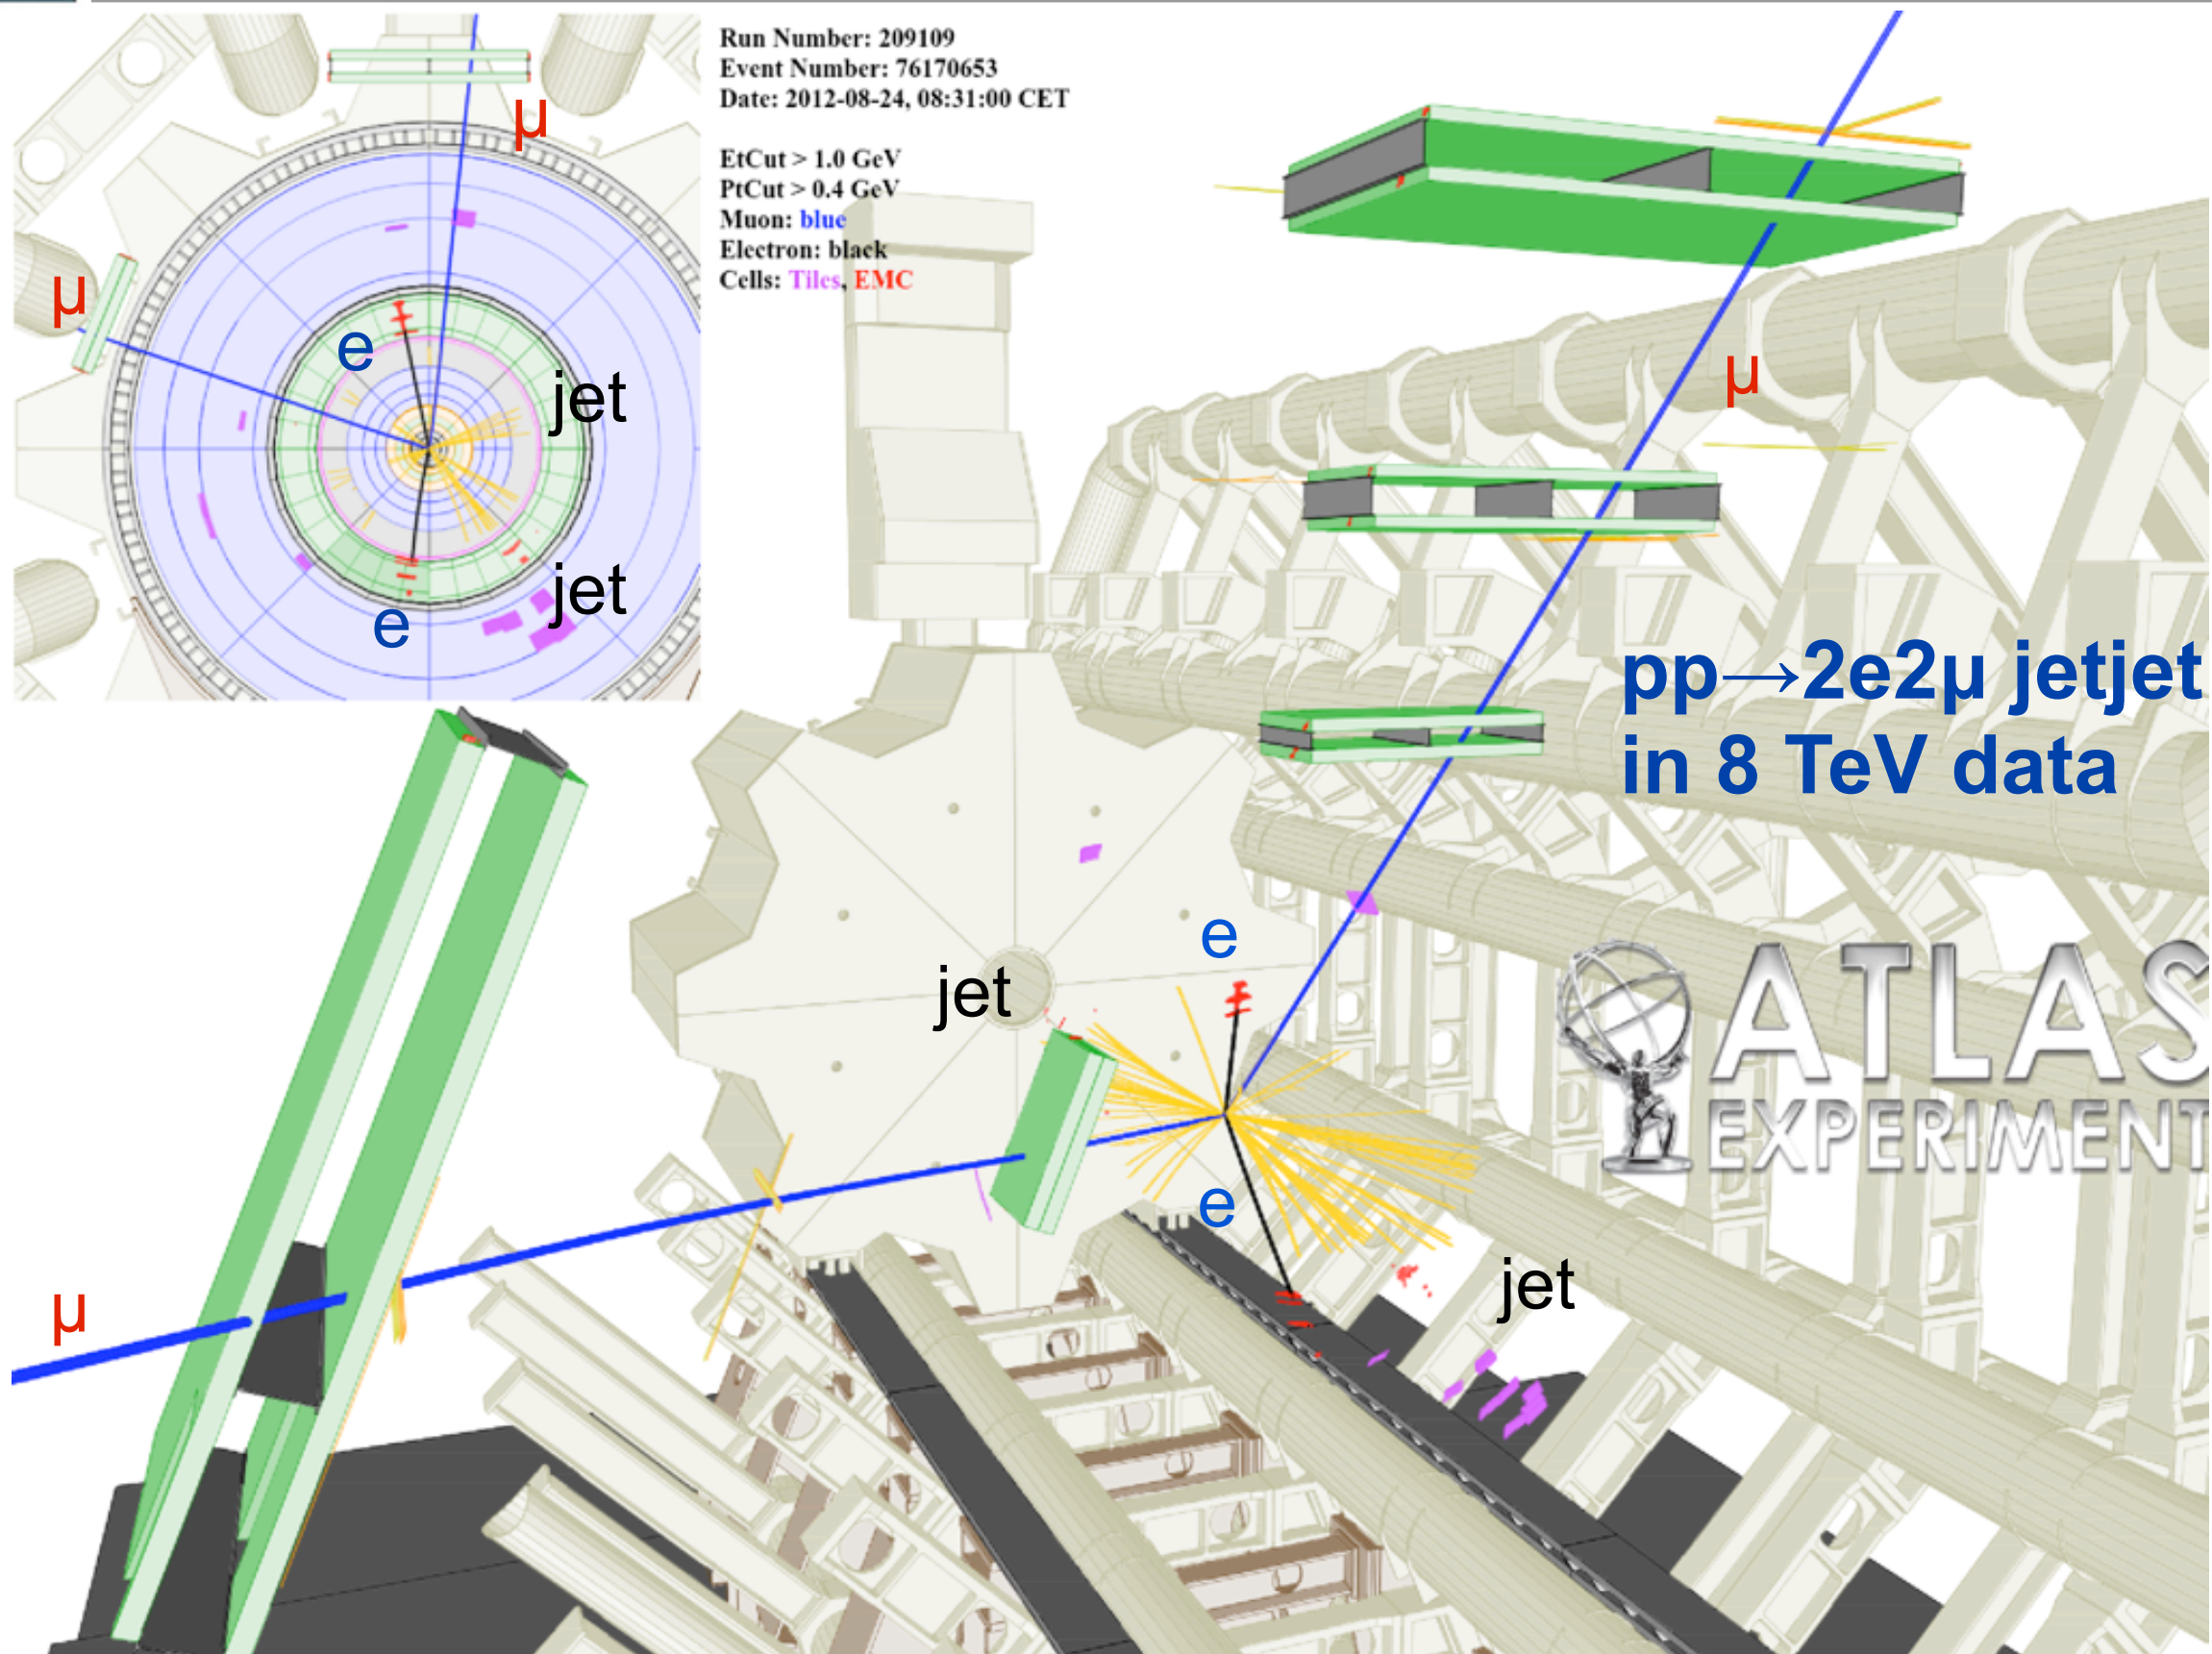 Run Number: 209109
Event Number: 76170653
Date: 2012-08-24, 08:31:00 CET
EtCut > 1.0 GeV
PtCut > 0.4 GeV
Muon: blue
Electron: black
Cells: Tiles, EMC
μ
μ
e
jet
jet
e
μ
pp→2e2μ jetjet
in 8 TeV data
e
jet
ATLAS
EXPERIMENT
e
jet
μ